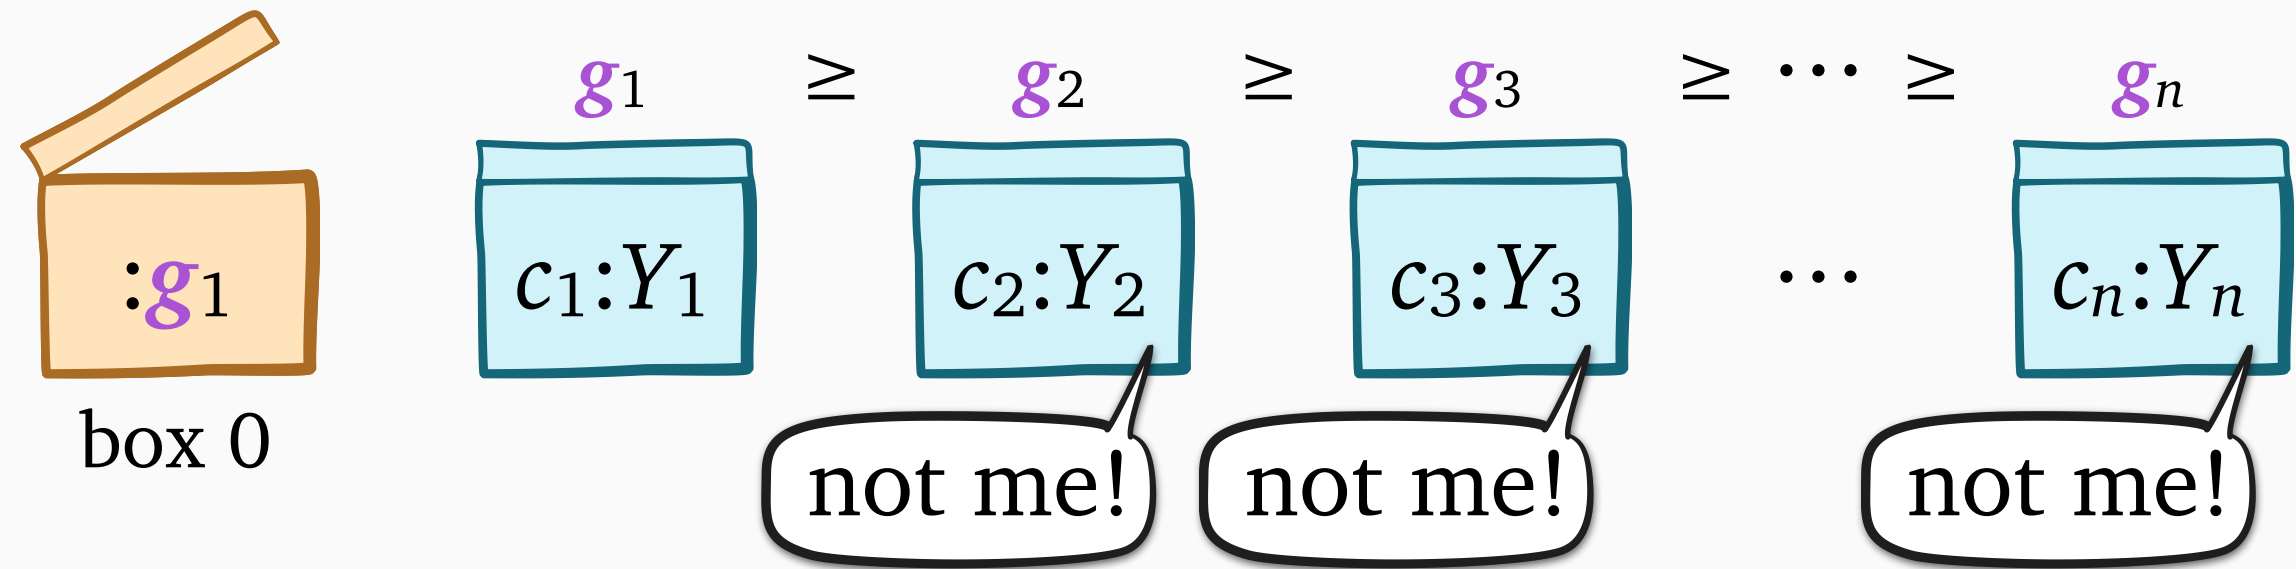 g₁ ≥ g₂ ≥ g₃ ≥ ··· ≥ gₙ
:g₁ c₁:Y₁ c₂:Y₂ c₃:Y₃ ··· cₙ:Yₙ
box 0
not me! not me! not me!